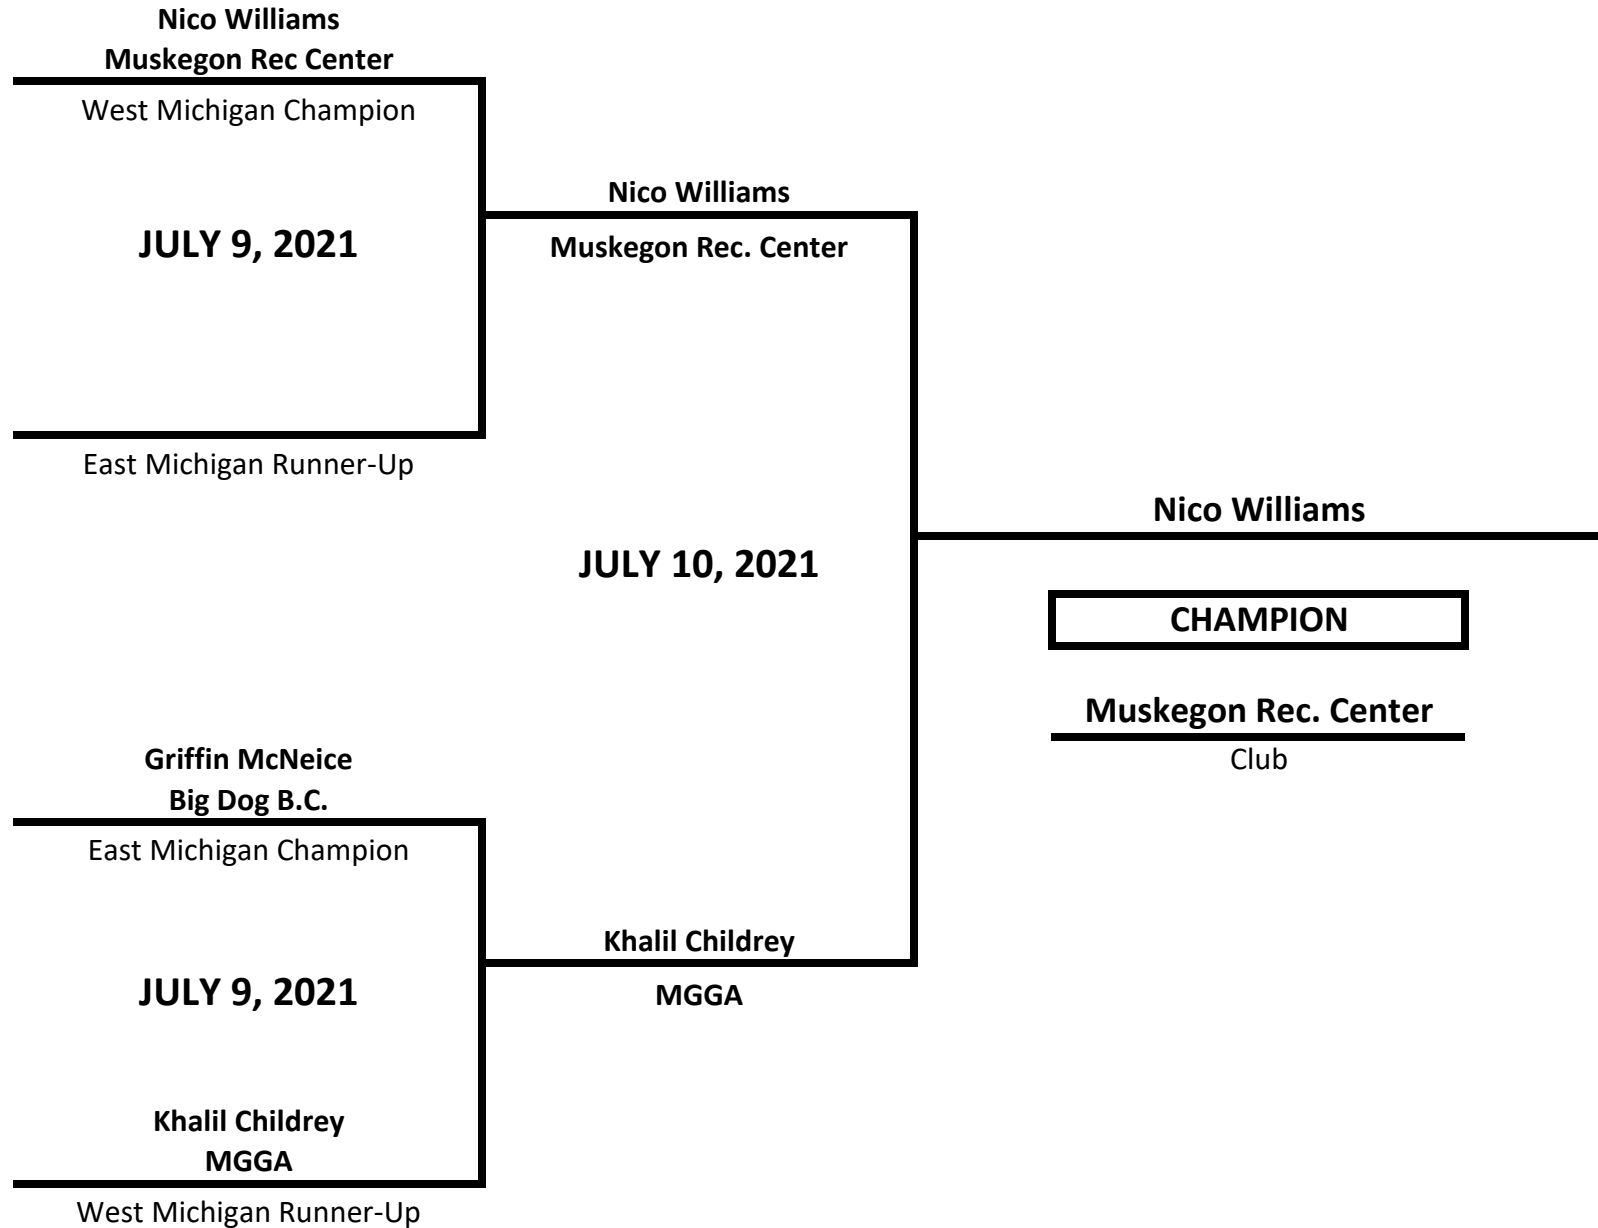 Nico Williams
Muskegon Rec Center
West Michigan Champion
JULY 9, 2021
East Michigan Runner-Up
Nico Williams
Muskegon Rec. Center
JULY 10, 2021
Nico Williams
CHAMPION
Muskegon Rec. Center
Club
Griffin McNeice
Big Dog B.C.
East Michigan Champion
JULY 9, 2021
Khalil Childrey
MGGA
West Michigan Runner-Up
Khalil Childrey
MGGA